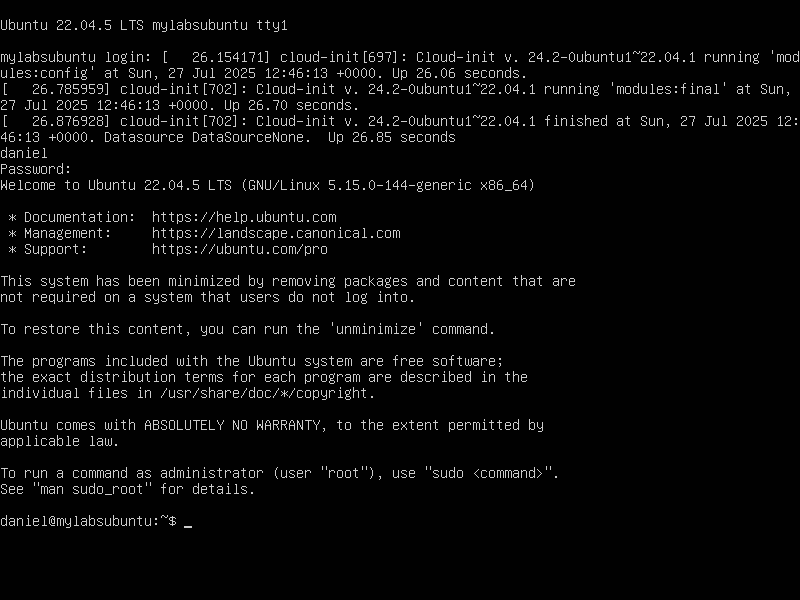 Ubuntu 22.04.5 LTS mylabsubuntu tty1
mylabsubuntu login: [   26.154171] cloud-init[697]: Cloud-init v. 24.2-0ubuntu1~22.04.1 running 'mod
ules:config' at Sun, 27 Jul 2025 12:46:13 +0000. Up 26.06 seconds.
[   26.785959] cloud-init[702]: Cloud-init v. 24.2-0ubuntu1~22.04.1 running 'modules:final' at Sun,
27 Jul 2025 12:46:13 +0000. Up 26.70 seconds.
[   26.876928] cloud-init[702]: Cloud-init v. 24.2-0ubuntu1~22.04.1 finished at Sun, 27 Jul 2025 12:
46:13 +0000. Datasource DataSourceNone.  Up 26.85 seconds
daniel
Password:
Welcome to Ubuntu 22.04.5 LTS (GNU/Linux 5.15.0-144-generic x86_64)
 * Documentation:  https://help.ubuntu.com
 * Management:     https://landscape.canonical.com
 * Support:        https://ubuntu.com/pro
This system has been minimized by removing packages and content that are
not required on a system that users do not log into.
To restore this content, you can run the 'unminimize' command.
The programs included with the Ubuntu system are free software;
the exact distribution terms for each program are described in the
individual files in /usr/share/doc/*/copyright.
Ubuntu comes with ABSOLUTELY NO WARRANTY, to the extent permitted by
applicable law.
To run a command as administrator (user "root"), use "sudo <command>".
See "man sudo_root" for details.
daniel@mylabsubuntu:~$ _